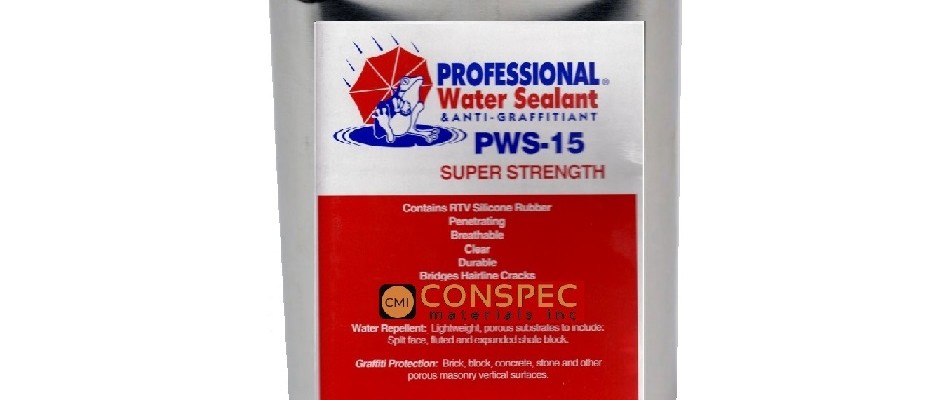 PROFESSIONAL®
Water Sealant
& ANTI-GRAFFITIANT
PWS-15
SUPER STRENGTH
Contains RTV Silicone Rubber
Penetrating
Breathable
Clear
Durable
Bridges Hairline Cracks
CMI CONSPEC
materials inc
Water Repellent: Lightweight, porous substrates to include:
Split face, fluted and expanded shale block.
Graffiti Protection: Brick, block, concrete, stone and other
porous masonry vertical surfaces.